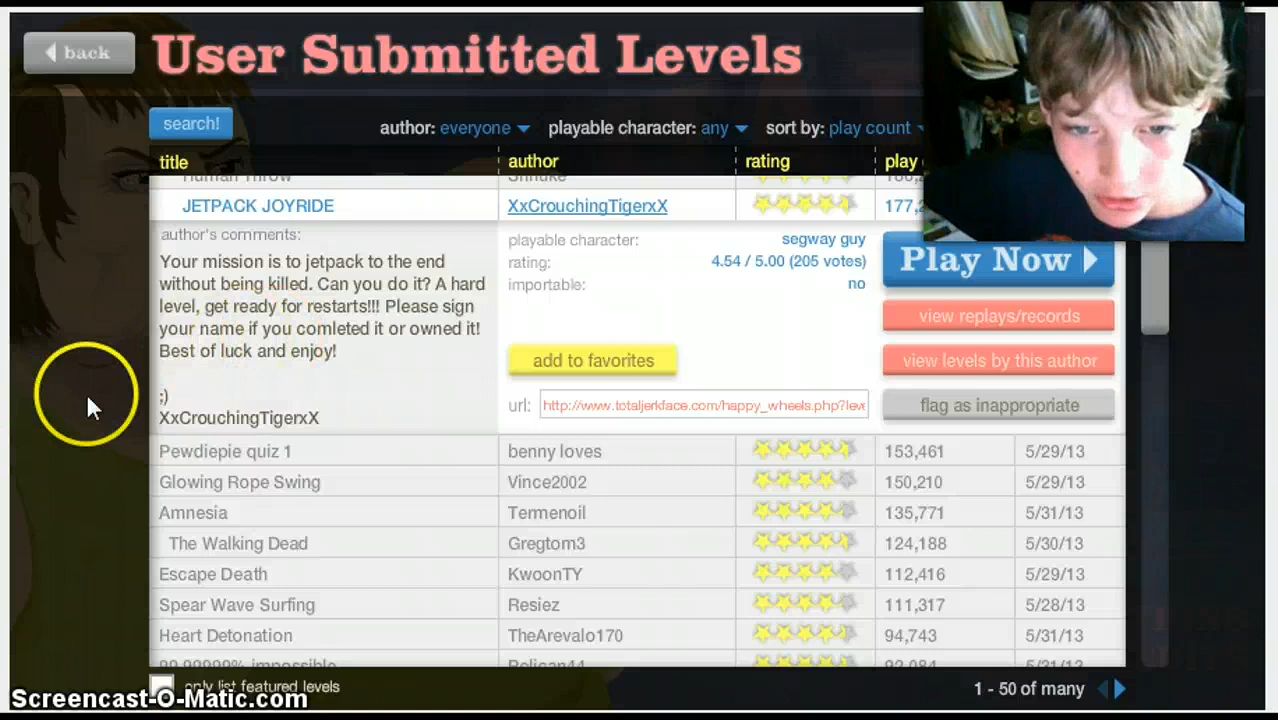 back
User Submitted Levels
search!
author: everyone playable character: any sort by: play count
title author rating play
JETPACK JOYRIDE XxCrouchingTigerxX 177,2
author's comments:
Your mission is to jetpack to the end
without being killed. Can you do it? A hard
level, get ready for restarts!!! Please sign
your name if you comleted it or owned it!
Best of luck and enjoy!
;)
XxCrouchingTigerxX
playable character: segway guy
rating: 4.54 / 5.00 (205 votes)
importable: no
add to favorites
url: http://www.totaljerkface.com/happy_wheels.php?leve
Play Now
view replays/records
view levels by this author
flag as inappropriate
Pewdiepie quiz 1 benny loves 153,461 5/29/13
Glowing Rope Swing Vince2002 150,210 5/29/13
Amnesia Termenoil 135,771 5/31/13
The Walking Dead Gregtom3 124,188 5/30/13
Escape Death KwoonTY 112,416 5/29/13
Spear Wave Surfing Resiez 111,317 5/28/13
Heart Detonation TheArevalo170 94,743 5/31/13
only list featured levels
1 - 50 of many
Screencast-O-Matic.com